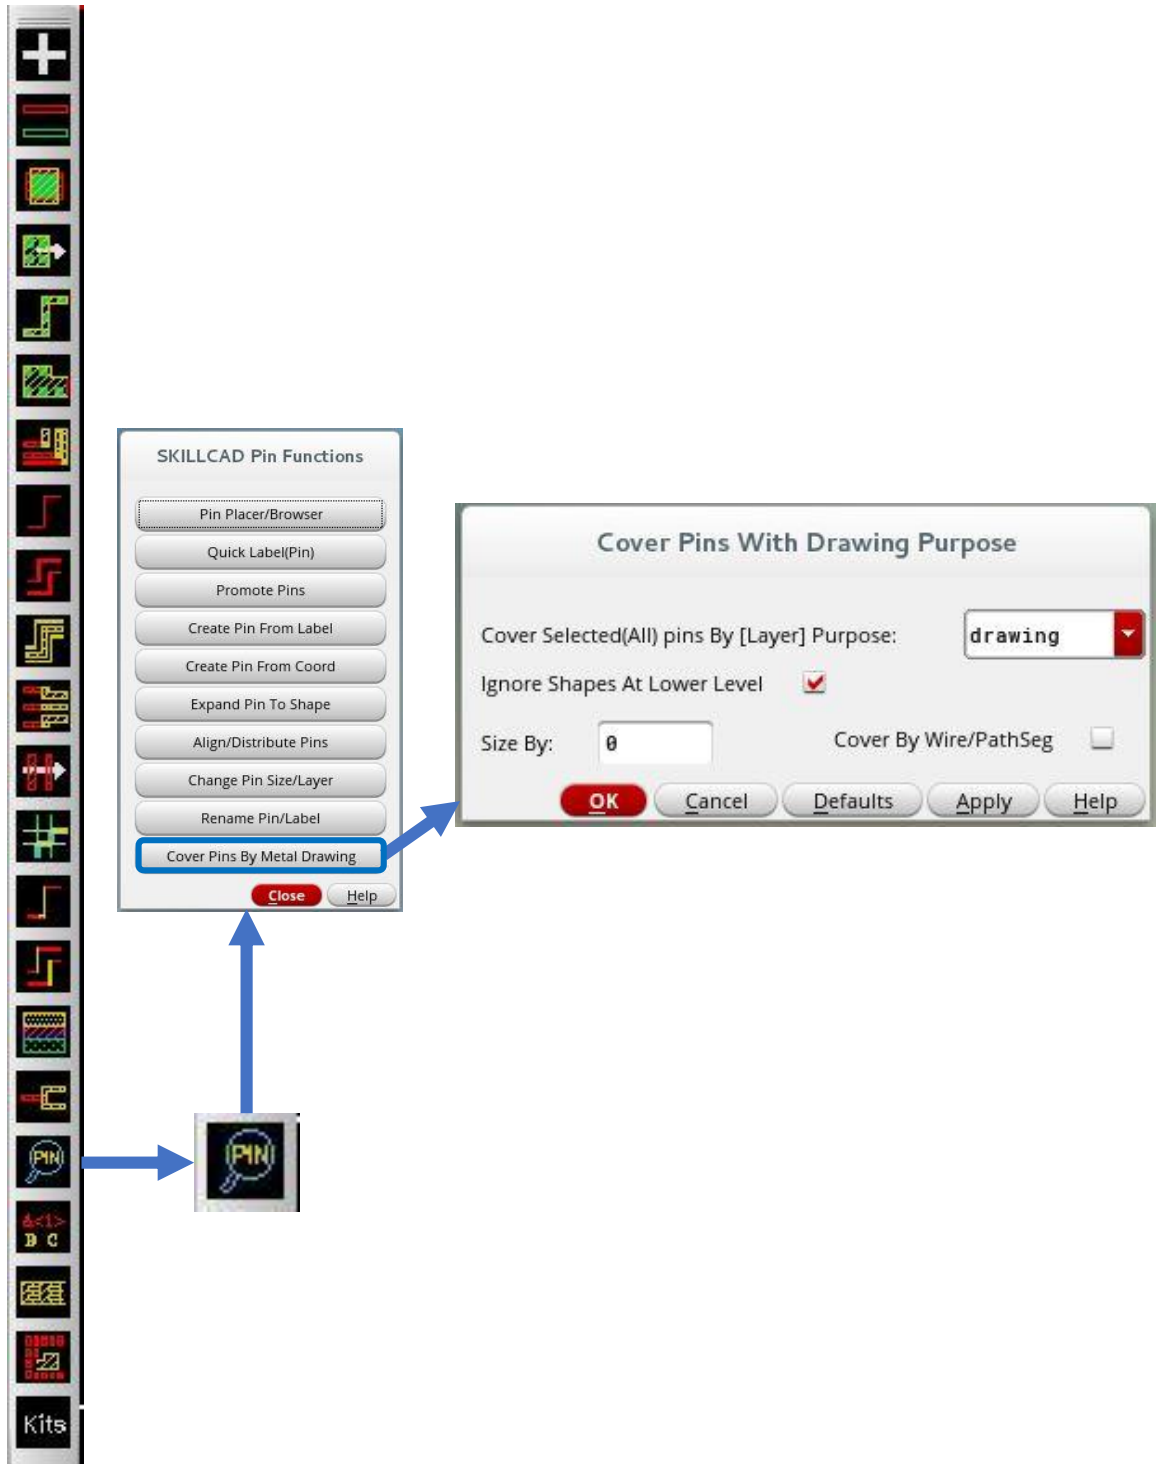 SKILLCAD Pin Functions
Pin Placer/Browser
Quick Label(Pin)
Promote Pins
Create Pin From Label
Create Pin From Coord
Expand Pin To Shape
Align/Distribute Pins
Change Pin Size/Layer
Rename Pin/Label
Cover Pins By Metal Drawing
Close Help
Cover Pins With Drawing Purpose
Cover Selected(All) pins By [Layer] Purpose: drawing
Ignore Shapes At Lower Level
Size By: 0 Cover By Wire/PathSeg
OK Cancel Defaults Apply Help
PIN
PIN
B C
Kits